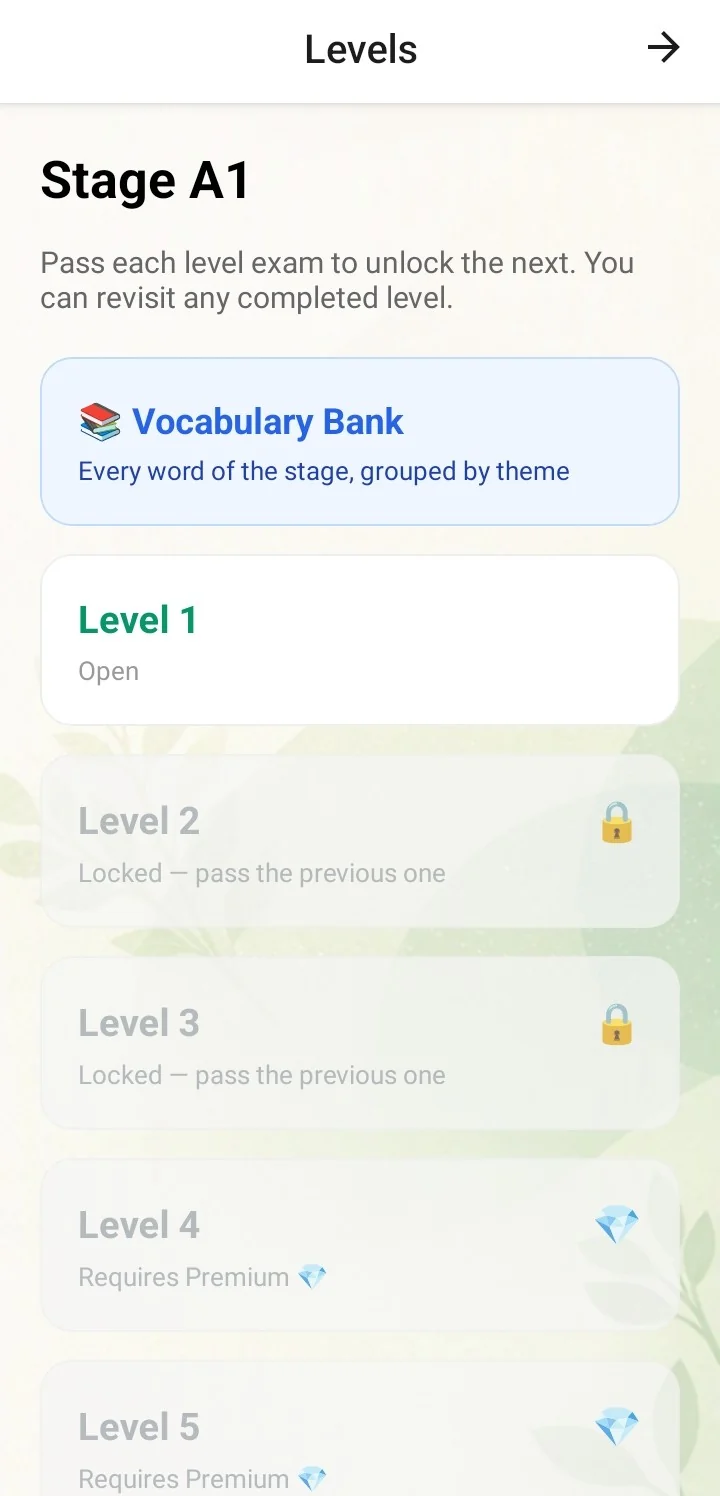 Levels
Stage A1
Pass each level exam to unlock the next. You
can revisit any completed level.
Vocabulary Bank
Every word of the stage, grouped by theme
Level 1
Open
Level 2
Locked — pass the previous one
Level 3
Locked — pass the previous one
Level 4
Requires Premium
Level 5
Requires Premium